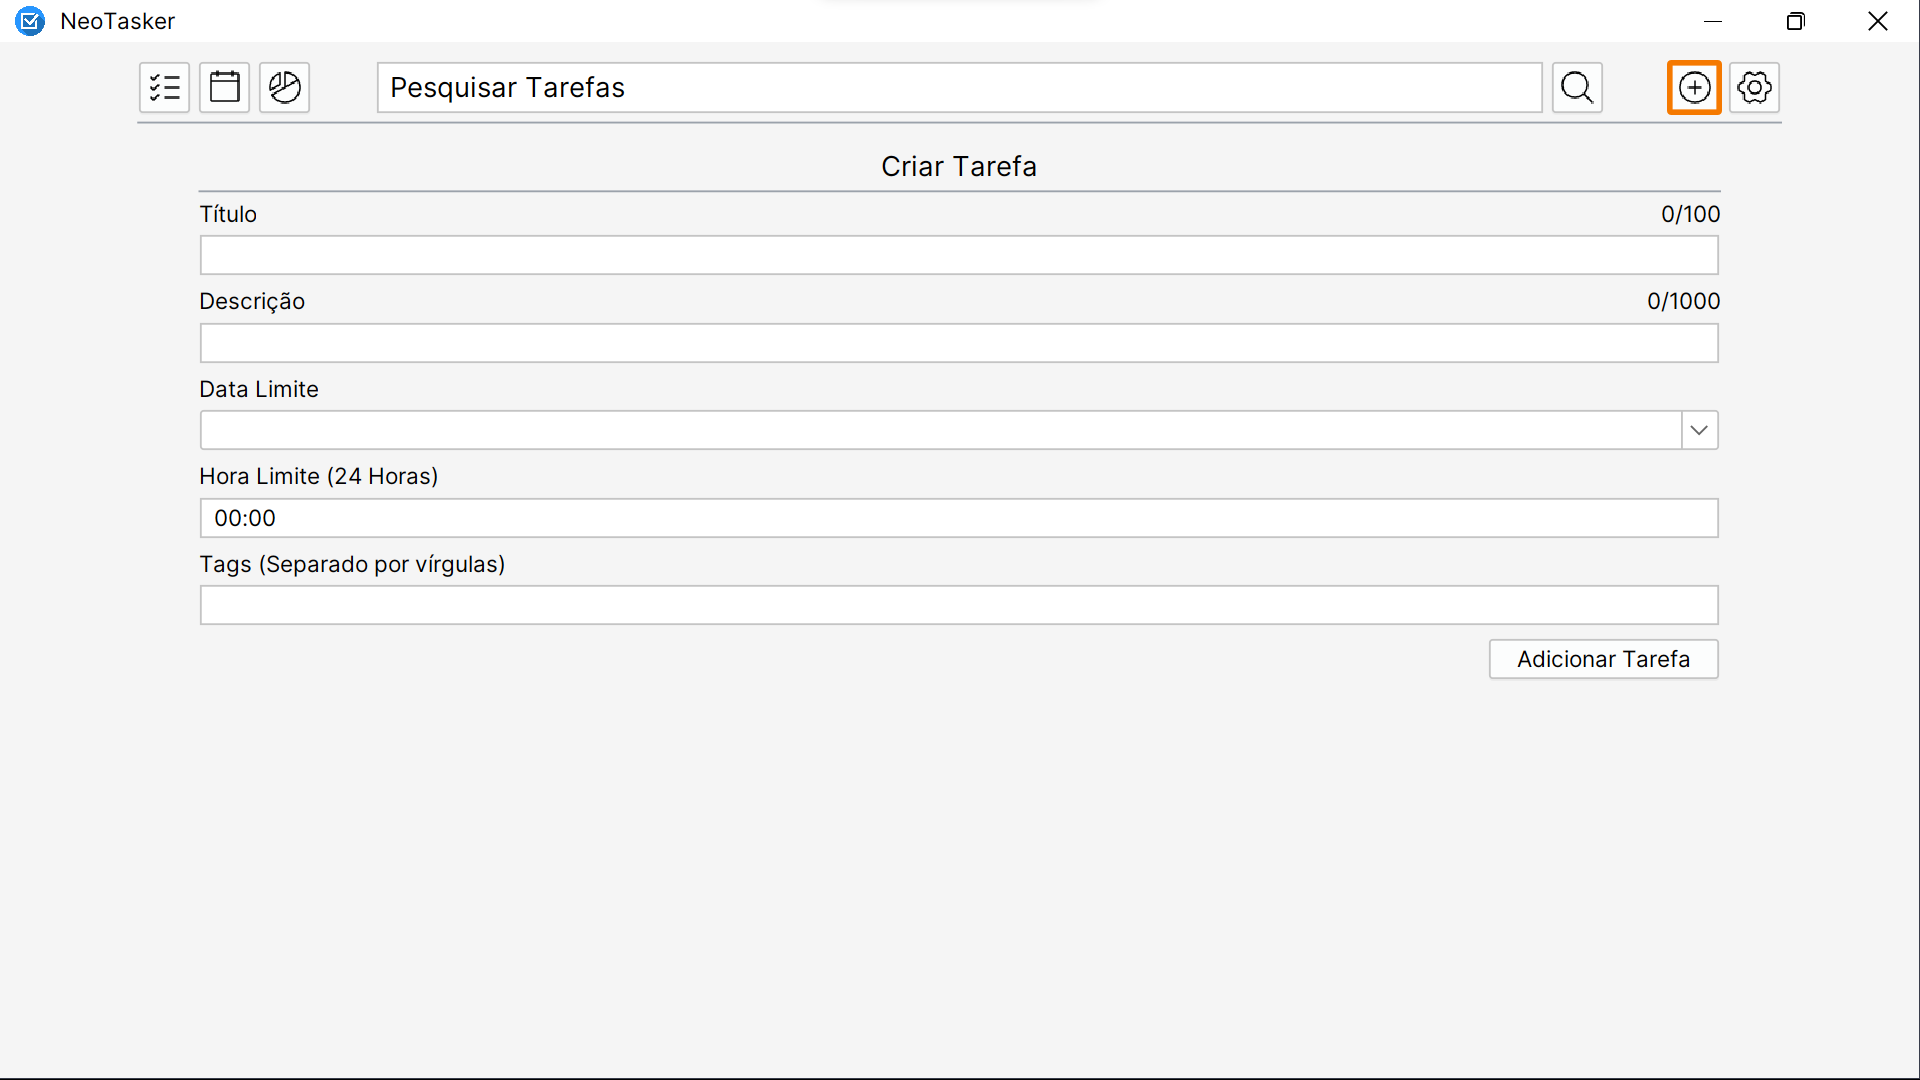 NeoTasker
Pesquisar Tarefas
Criar Tarefa
Título 0/100
Descrição 0/1000
Data Limite
Hora Limite (24 Horas)
00:00
Tags (Separado por vírgulas)
Adicionar Tarefa